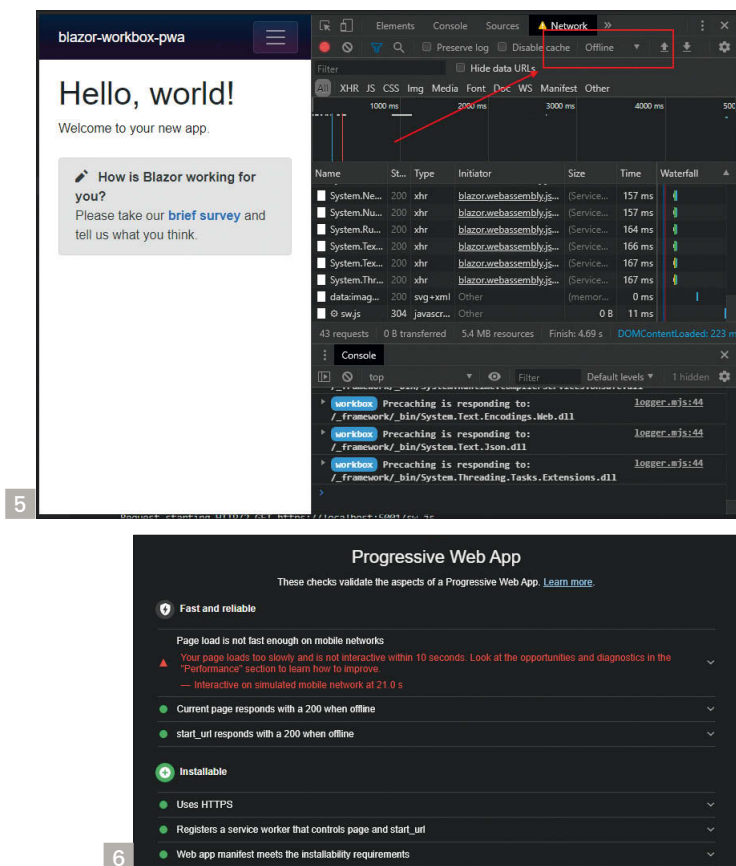 blazor-workbox-pwa
Hello, world!
Welcome to your new app.
How is Blazor working for
you?
Please take our brief survey and
tell us what you think.
Elements Console Sources Network »
Preserve log Disable cache Offline
Filter Hide data URLs
All XHR JS CSS Img Media Font Doc WS Manifest Other
1000 ms 2000 ms 3000 ms 4000 ms 500
Name St... Type Initiator Size Time Waterfall
System.Ne... 200 xhr blazor.webassembly.js... (Service... 157 ms
System.Nu... 200 xhr blazor.webassembly.js... (Service... 157 ms
System.Ru... 200 xhr blazor.webassembly.js... (Service... 164 ms
System.Tex... 200 xhr blazor.webassembly.js... (Service... 166 ms
System.Tex... 200 xhr blazor.webassembly.js... (Service... 167 ms
System.Thr... 200 xhr blazor.webassembly.js... (Service... 167 ms
data:imag... 200 svg+xml Other (memor... 0 ms
sw.js 304 javascr... Other 0 B 11 ms
43 requests 0 B transferred 5.4 MB resources Finish: 4.69 s DOMContentLoaded: 223 m
Console
top Filter Default levels 1 hidden
workbox Precaching is responding to: logger.mjs:44
/_framework/_bin/System.Text.Encodings.Web.dll
workbox Precaching is responding to: logger.mjs:44
/_framework/_bin/System.Text.Json.dll
workbox Precaching is responding to: logger.mjs:44
/_framework/_bin/System.Threading.Tasks.Extensions.dll
5
Progressive Web App
These checks validate the aspects of a Progressive Web App. Learn more.
Fast and reliable
Page load is not fast enough on mobile networks
Your page loads too slowly and is not interactive within 10 seconds. Look at the opportunities and diagnostics in the
"Performance" section to learn how to improve.
— Interactive on simulated mobile network at 21.0 s
Current page responds with a 200 when offline
start_url responds with a 200 when offline
Installable
Uses HTTPS
Registers a service worker that controls page and start_url
Web app manifest meets the installability requirements
6